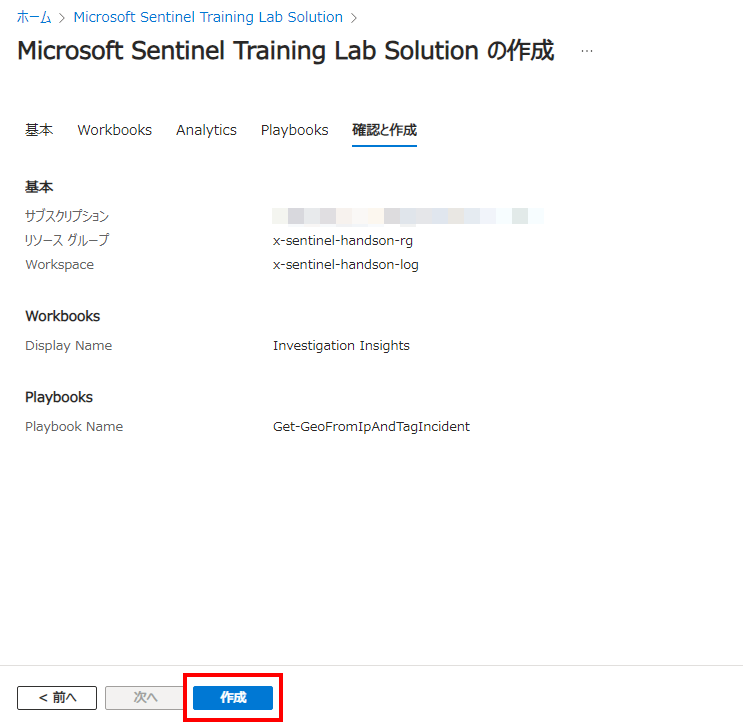 ホーム > Microsoft Sentinel Training Lab Solution >
Microsoft Sentinel Training Lab Solution の作成 ...
基本 Workbooks Analytics Playbooks 確認と作成
基本
サブスクリプション
リソース グループ x-sentinel-handson-rg
Workspace x-sentinel-handson-log
Workbooks
Display Name Investigation Insights
Playbooks
Playbook Name Get-GeoFromIpAndTagIncident
< 前へ 次へ 作成